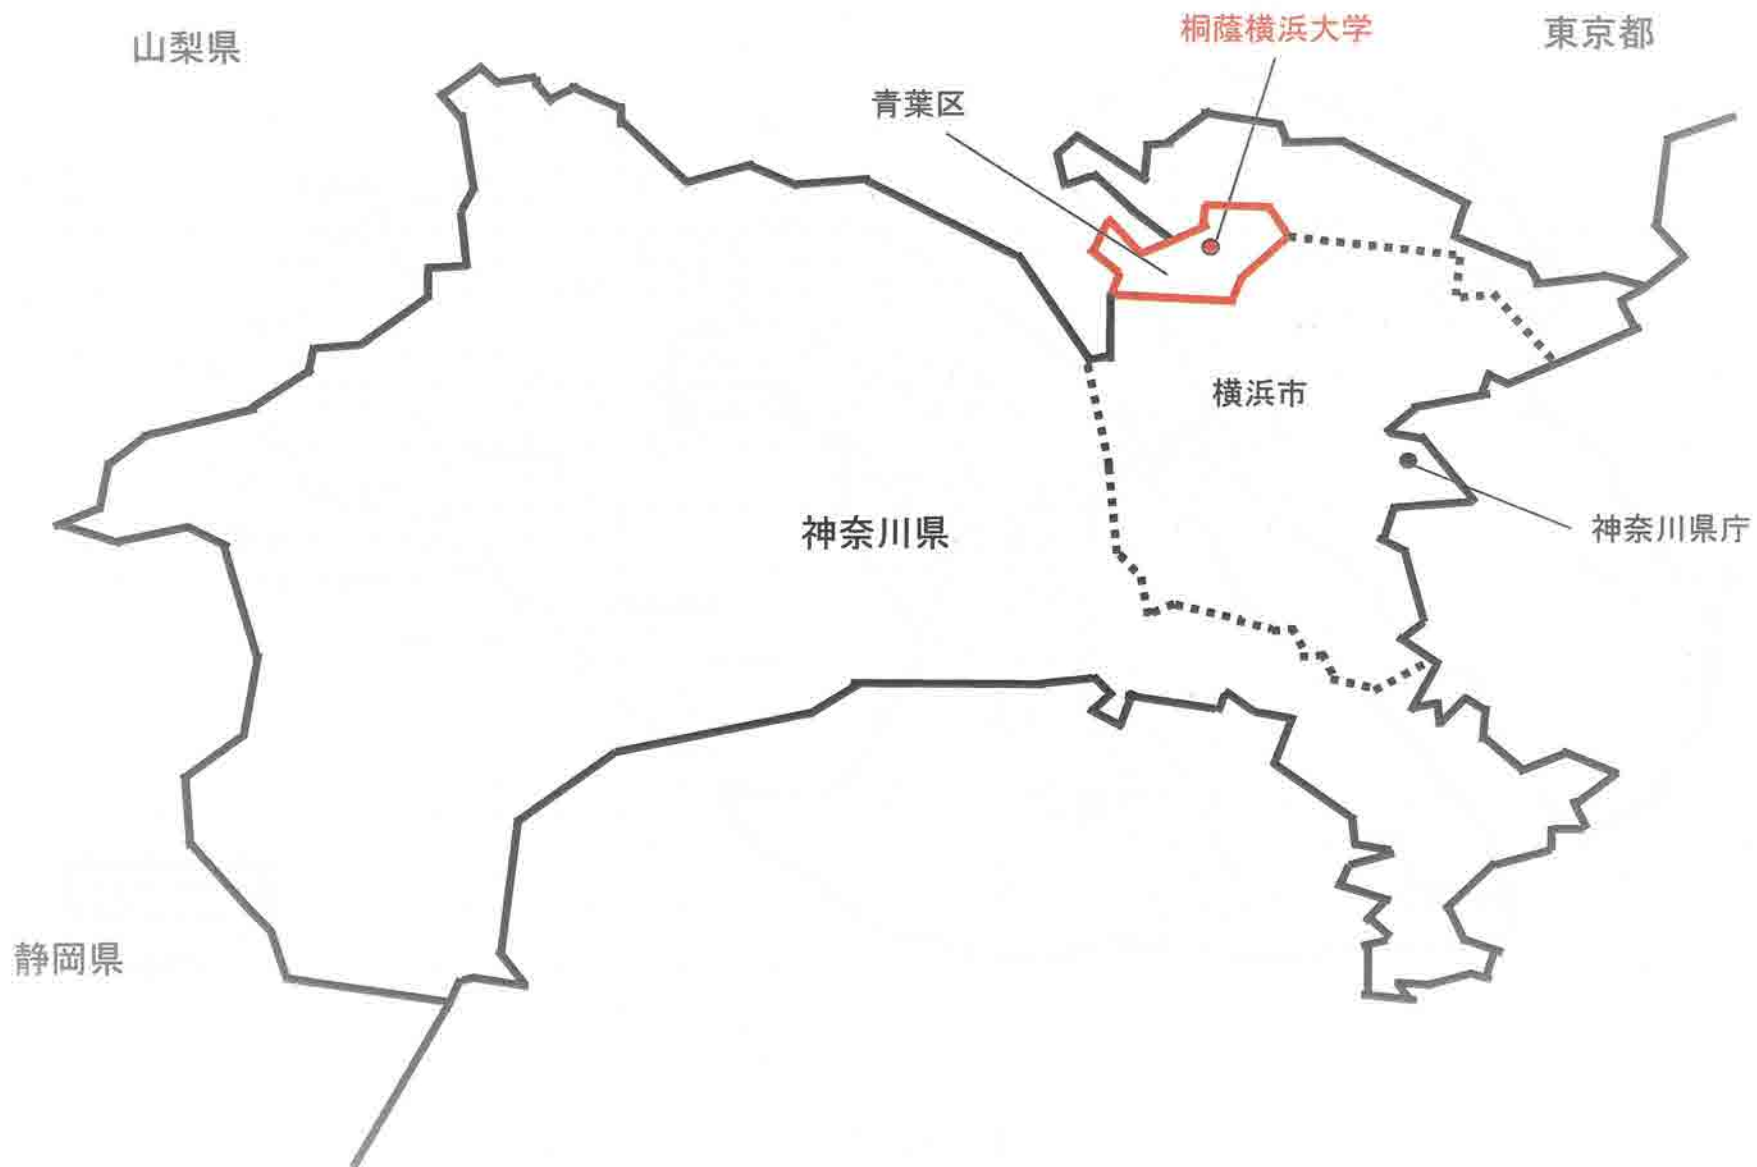 桐蔭横浜大学
東京都
山梨県
青葉区
横浜市
神奈川県
神奈川県庁
静岡県